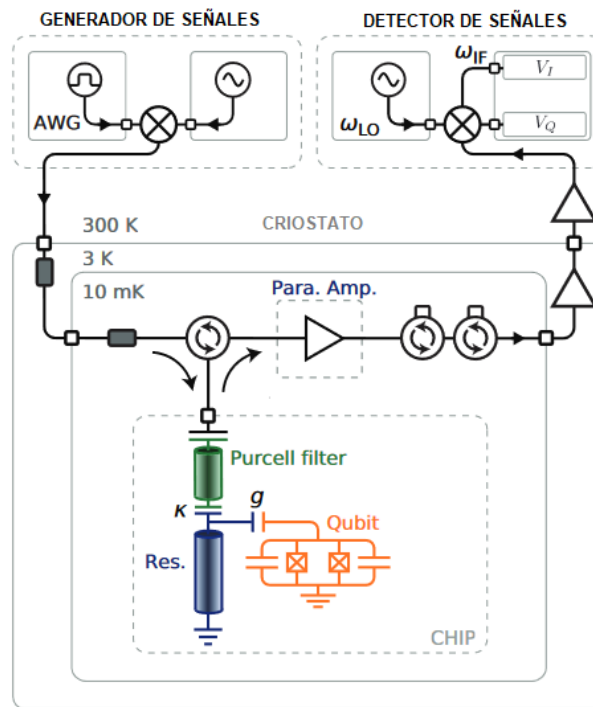 GENERADOR DE SEÑALES
DETECTOR DE SEÑALES
AWG
ω_LO
ω_IF
V_I
V_Q
300 K
CRIOSTATO
3 K
10 mK
Para. Amp.
Purcell filter
κ
g
Qubit
Res.
CHIP